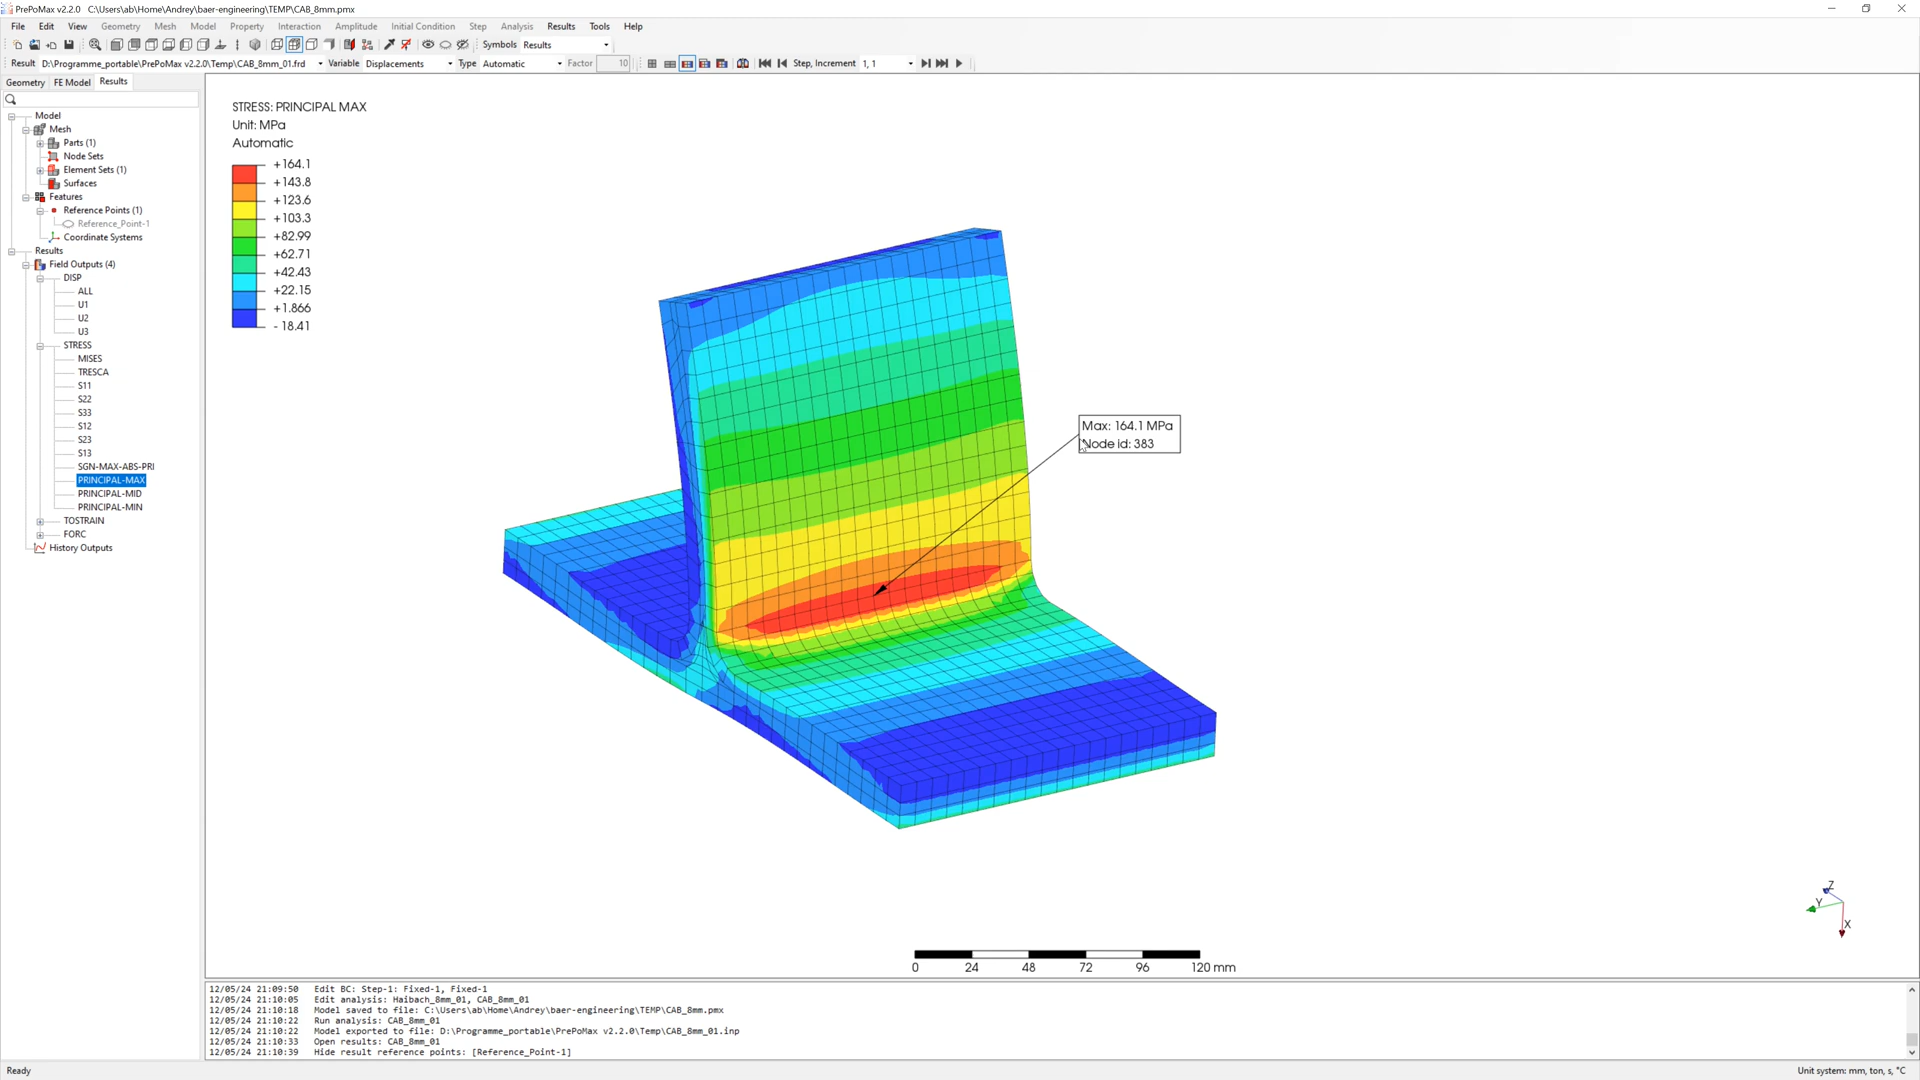 PrePoMax v2.2.0   C:\Users\ab\Home\Andrey\baer-engineering\TEMP\CAB_8mm.pmx
File Edit View Geometry Mesh Model Property Interaction Amplitude Initial Condition Step Analysis Results Tools Help
Symbols Results
Result D:\Programme_portable\PrePoMax v2.2.0\Temp\CAB_8mm_01.frd Variable Displacements Type Automatic Factor 10 Step, Increment 1, 1
Geometry FE Model Results
Model
Mesh
Parts (1)
Node Sets
Element Sets (1)
Surfaces
Features
Reference Points (1)
Reference_Point-1
Coordinate Systems
Results
Field Outputs (4)
DISP
ALL
U1
U2
U3
STRESS
MISES
TRESCA
S11
S22
S33
S12
S23
S13
SGN-MAX-ABS-PRI
PRINCIPAL-MAX
PRINCIPAL-MID
PRINCIPAL-MIN
TOSTRAIN
FORC
History Outputs
STRESS: PRINCIPAL MAX
Unit: MPa
Automatic
+164.1
+143.8
+123.6
+103.3
+82.99
+62.71
+42.43
+22.15
+1.866
- 18.41
Max: 164.1 MPa
Node id: 383
Z
Y
X
0 24 48 72 96 120 mm
12/05/24 21:09:50 Edit BC: Step-1: Fixed-1, Fixed-1
12/05/24 21:10:05 Edit analysis: Haibach_8mm_01, CAB_8mm_01
12/05/24 21:10:18 Model saved to file: C:\Users\ab\Home\Andrey\baer-engineering\TEMP\CAB_8mm.pmx
12/05/24 21:10:22 Run analysis: CAB_8mm_01
12/05/24 21:10:22 Model exported to file: D:\Programme_portable\PrePoMax v2.2.0\Temp\CAB_8mm_01.inp
12/05/24 21:10:33 Open results: CAB_8mm_01
12/05/24 21:10:39 Hide result reference points: [Reference_Point-1]
Ready
Unit system: mm, ton, s, °C